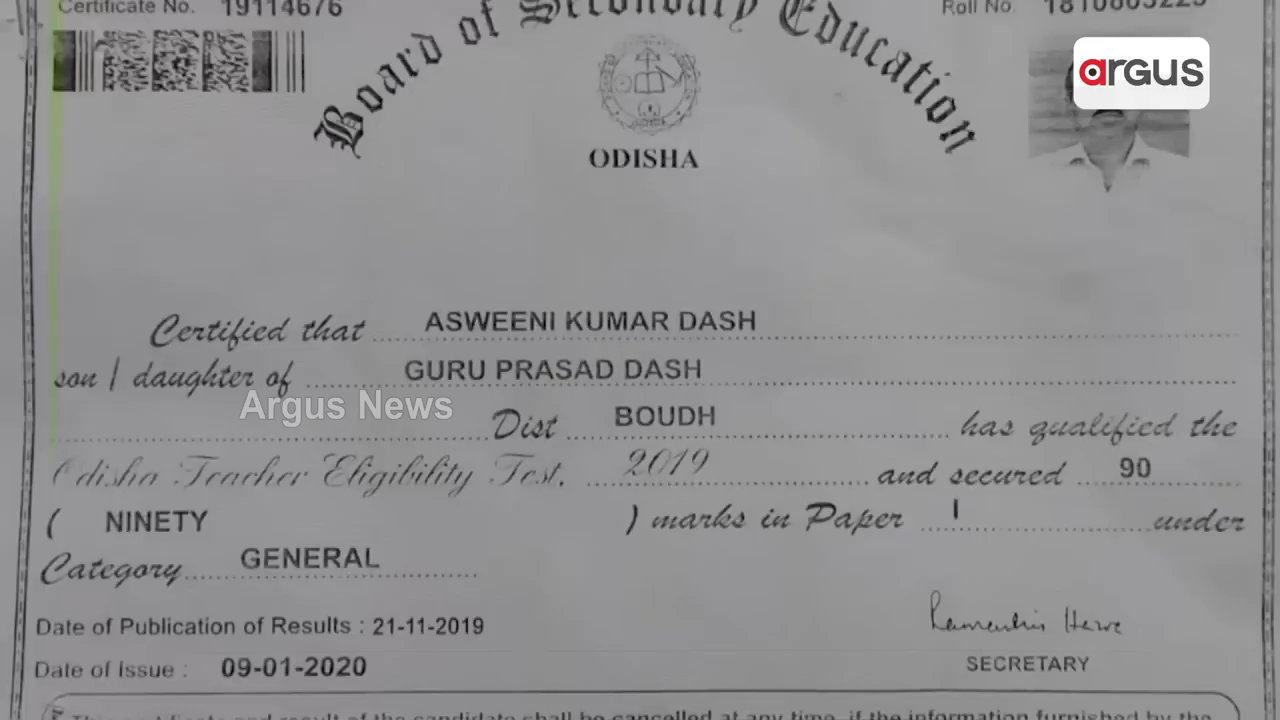 Certificate No. 19114676
Roll No.
Board of Secondary Education
argus
ODISHA
Certified that ASWEENI KUMAR DASH
son / daughter of GURU PRASAD DASH
Argus News
Dist BOUDH has qualified the
Odisha Teacher Eligibility Test, 2019 and secured 90
( NINETY ) marks in Paper I under
Category GENERAL
Date of Publication of Results : 21-11-2019
Date of Issue : 09-01-2020
SECRETARY